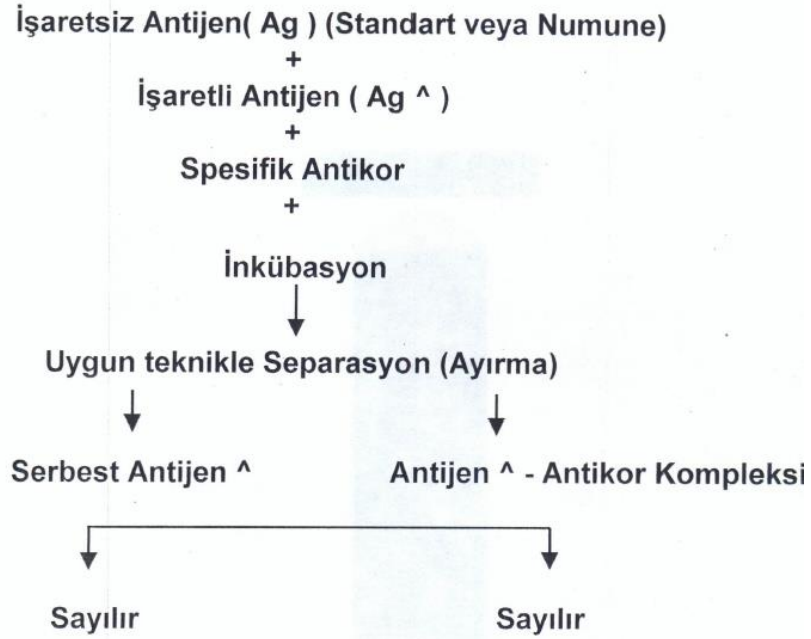 İşaretsiz Antijen( Ag ) (Standart veya Numune)
+
İşaretli Antijen ( Ag ^ )
+
Spesifik Antikor
+
İnkübasyon
Uygun teknikle Separasyon (Ayırma)
Serbest Antijen ^ Antijen ^ - Antikor Kompleksi
Sayılır Sayılır